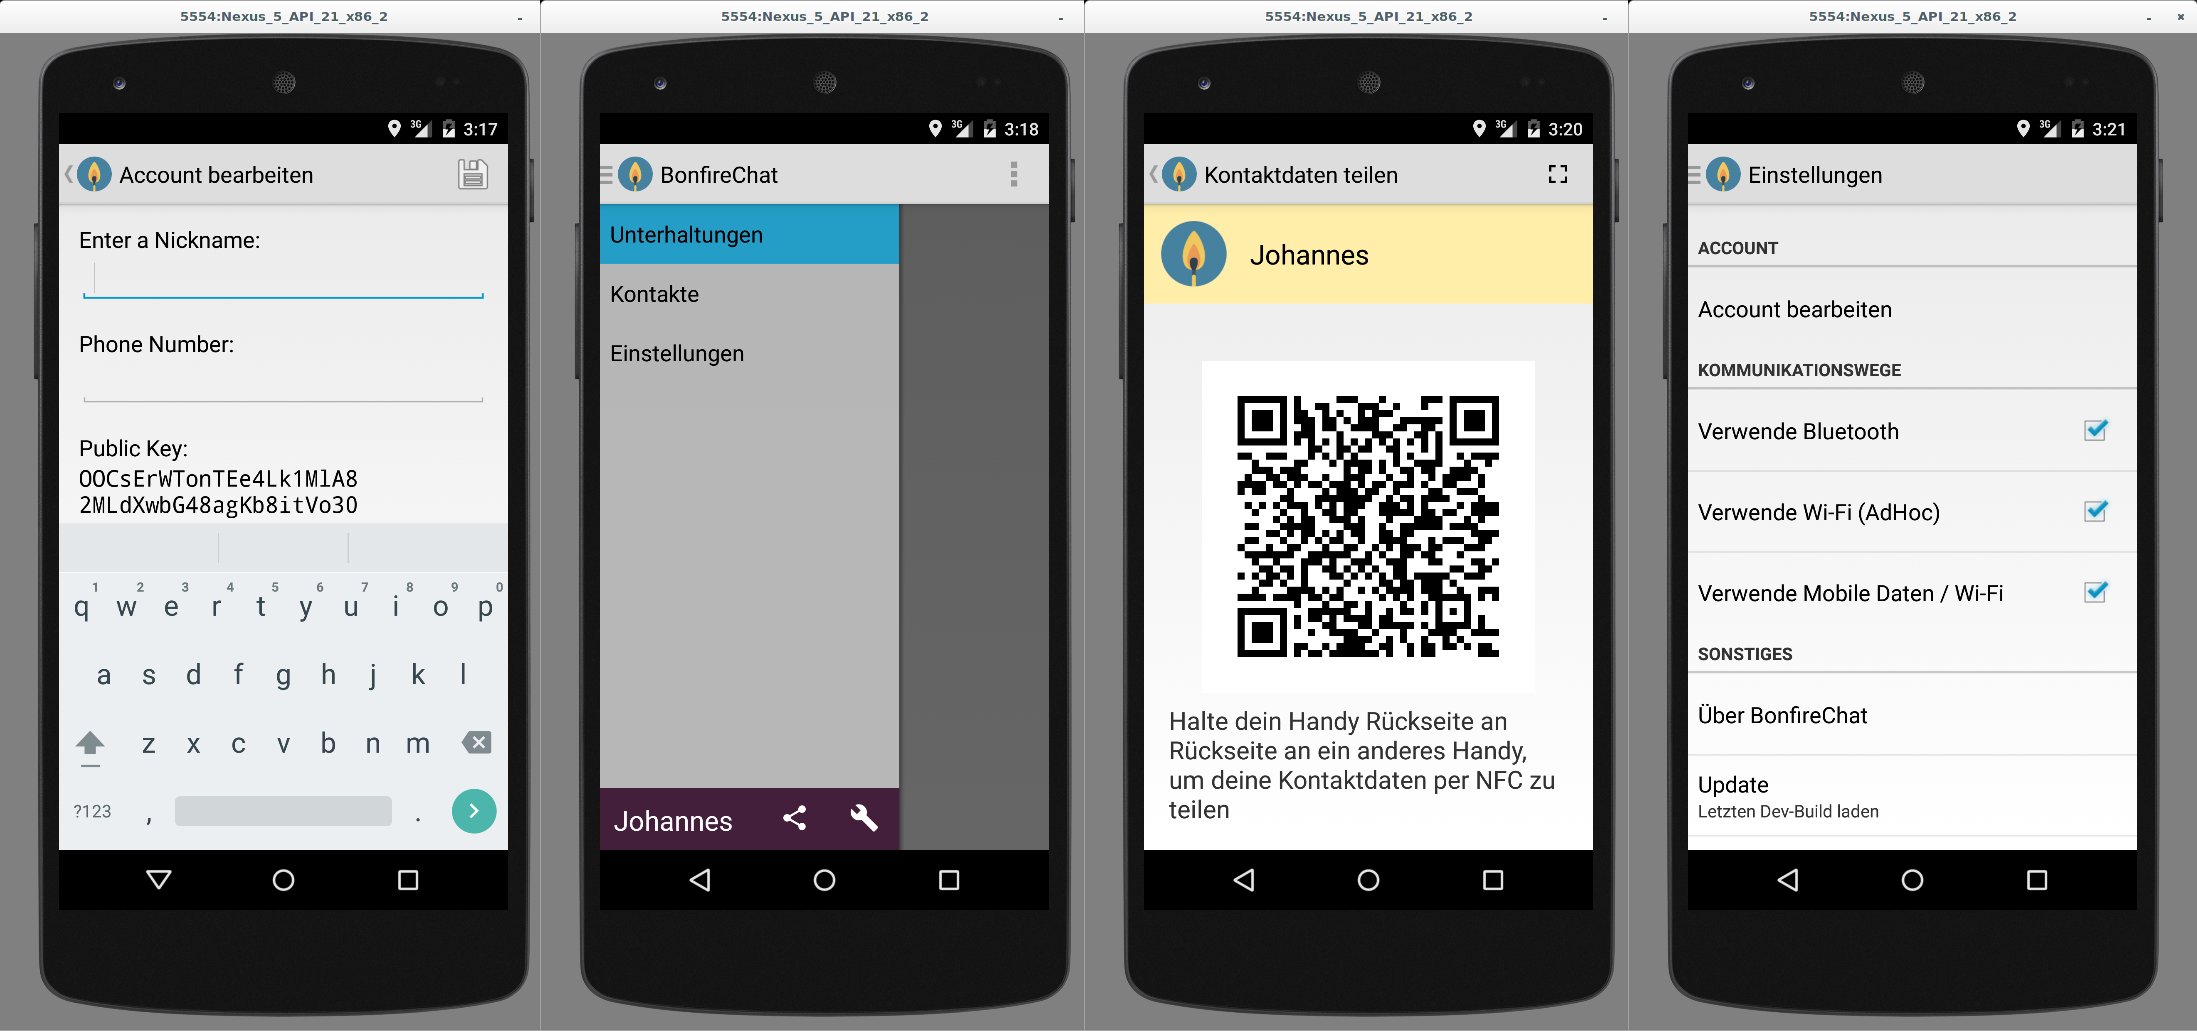 5554:Nexus_5_API_21_x86_2
3G 3:17
Account bearbeiten
Enter a Nickname:
Phone Number:
Public Key:
OOCsErWTonTEe4Lk1MlA8
2MLdXwbG48agKb8itVo3O
1 2 3 4 5 6 7 8 9 0
q w e r t y u i o p
a s d f g h j k l
z x c v b n m
?123 , .
5554:Nexus_5_API_21_x86_2
3G 3:18
BonfireChat
Unterhaltungen
Kontakte
Einstellungen
Johannes
5554:Nexus_5_API_21_x86_2
3G 3:20
Kontaktdaten teilen
Johannes
Halte dein Handy Rückseite an
Rückseite an ein anderes Handy,
um deine Kontaktdaten per NFC zu
teilen
5554:Nexus_5_API_21_x86_2
3G 3:21
Einstellungen
ACCOUNT
Account bearbeiten
KOMMUNIKATIONSWEGE
Verwende Bluetooth
Verwende Wi-Fi (AdHoc)
Verwende Mobile Daten / Wi-Fi
SONSTIGES
Über BonfireChat
Update
Letzten Dev-Build laden